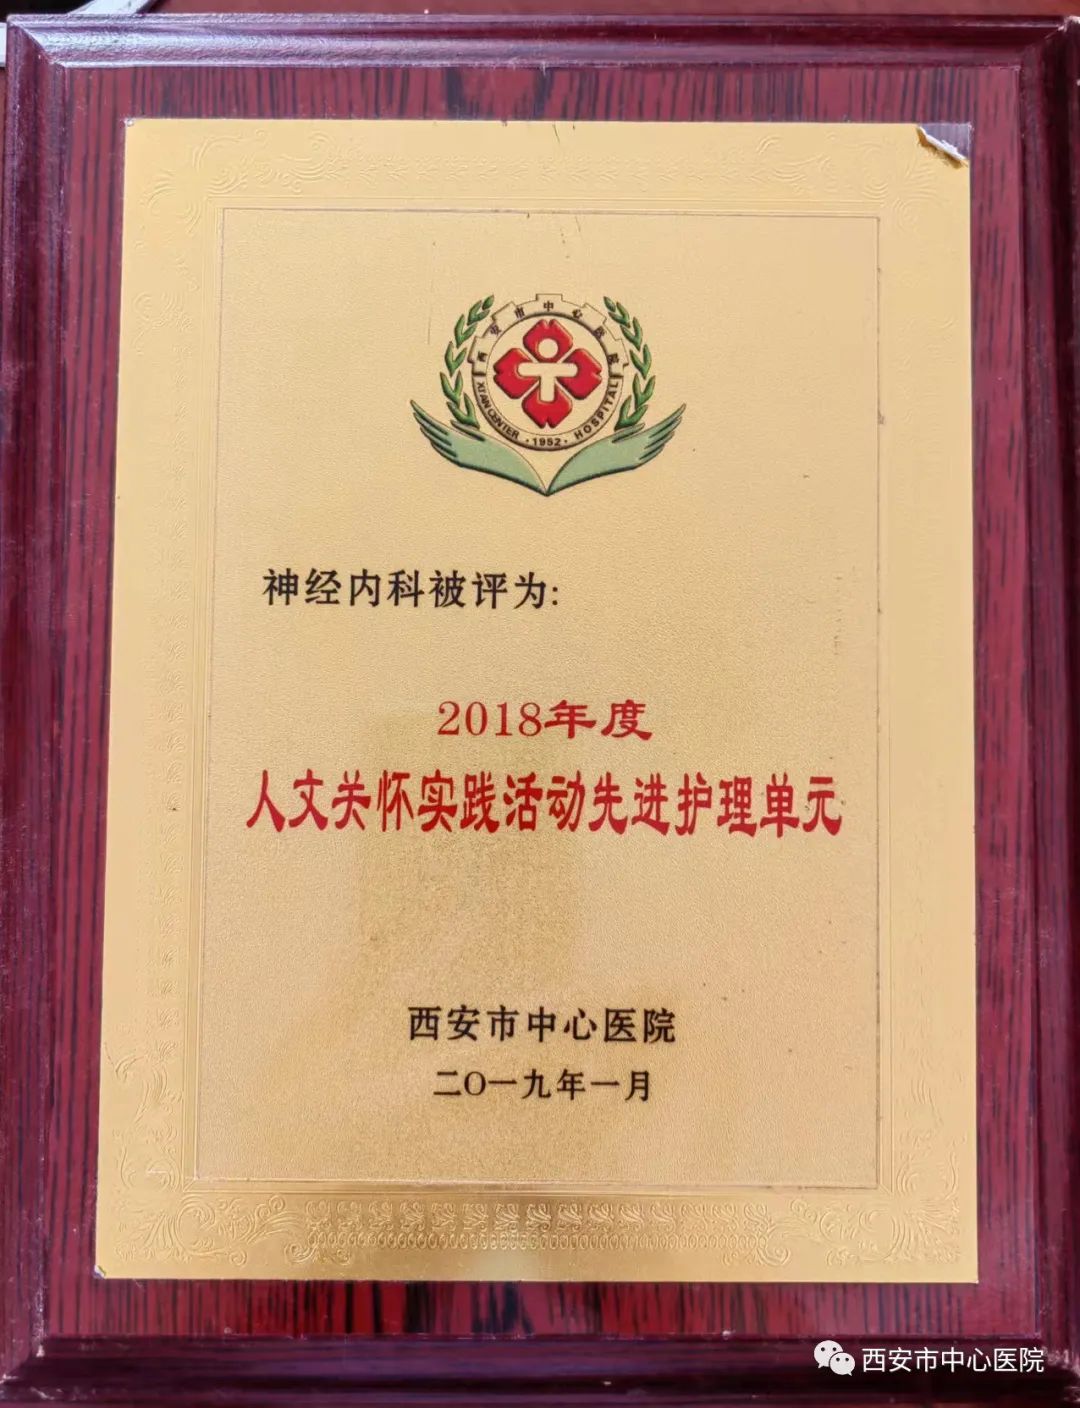 西安市中心医院
XI'AN CENTER · 1952 · HOSPITAL
神经内科被评为:
2018年度
人文关怀实践活动先进护理单元
西安市中心医院
二〇一九年一月
西安市中心医院